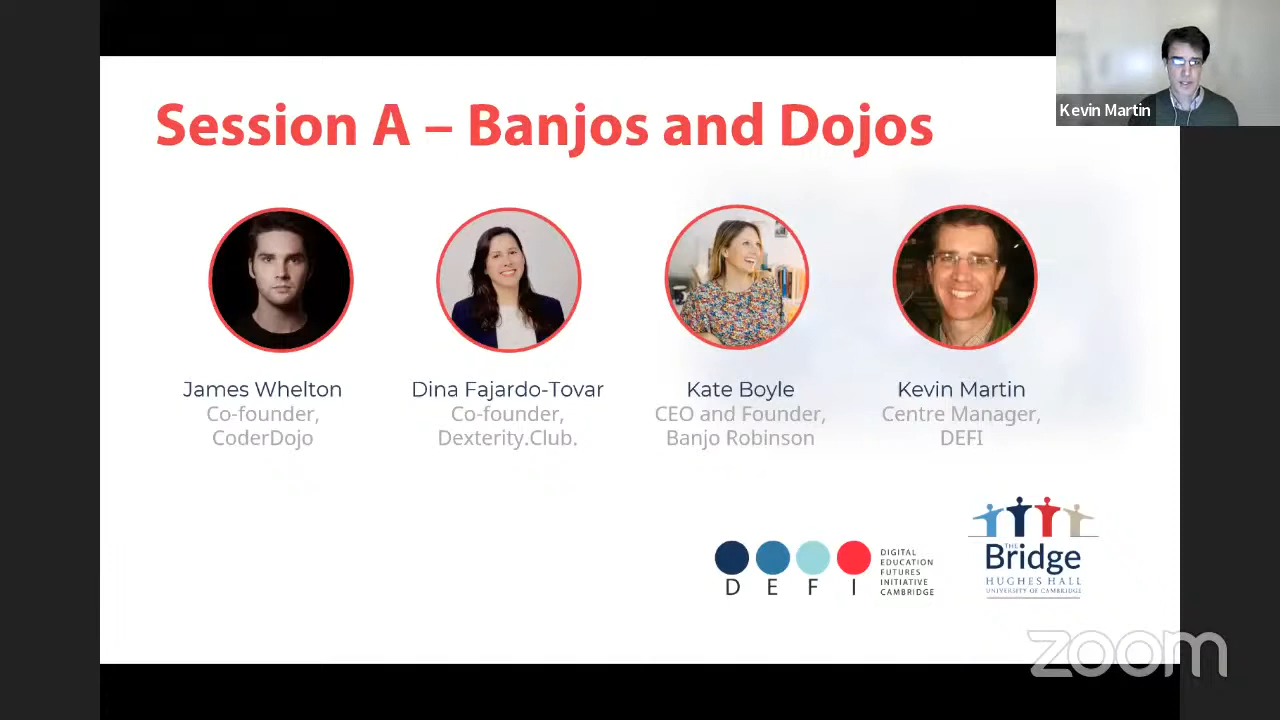 Kevin Martin
Session A – Banjos and Dojos
James Whelton
Co-founder,
CoderDojo
Dina Fajardo-Tovar
Co-founder,
Dexterity.Club.
Kate Boyle
CEO and Founder,
Banjo Robinson
Kevin Martin
Centre Manager,
DEFI
D E F I
DIGITAL
EDUCATION
FUTURES
INITIATIVE
CAMBRIDGE
THE
Bridge
HUGHES HALL
UNIVERSITY OF CAMBRIDGE
zoom